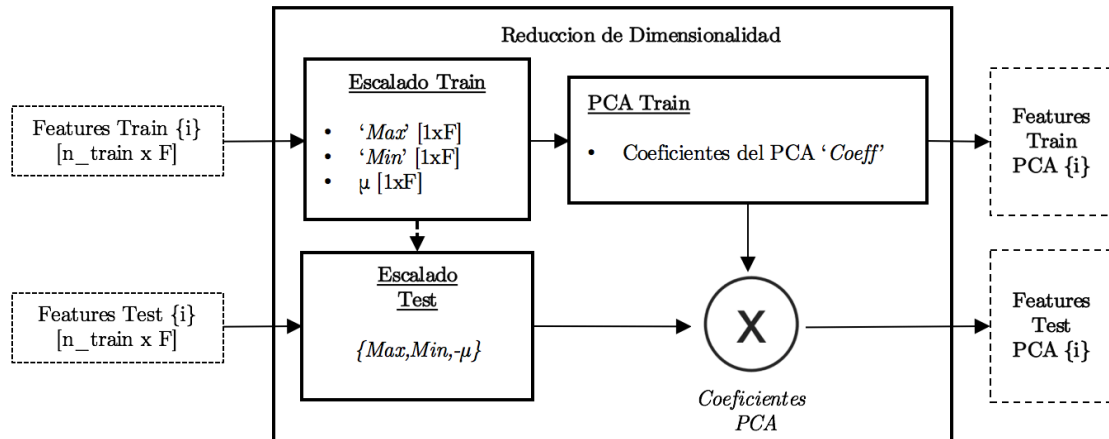 Reduccion de Dimensionalidad
Features Train {i}
[n_train x F]
Escalado Train
• ‘Max’ [1xF]
• ‘Min’ [1xF]
• µ [1xF]
PCA Train
• Coeficientes del PCA ‘Coeff’
Features
Train
PCA {i}
Features Test {i}
[n_train x F]
Escalado
Test
{Max,Min,-µ}
X
Coeficientes
PCA
Features
Test
PCA {i}